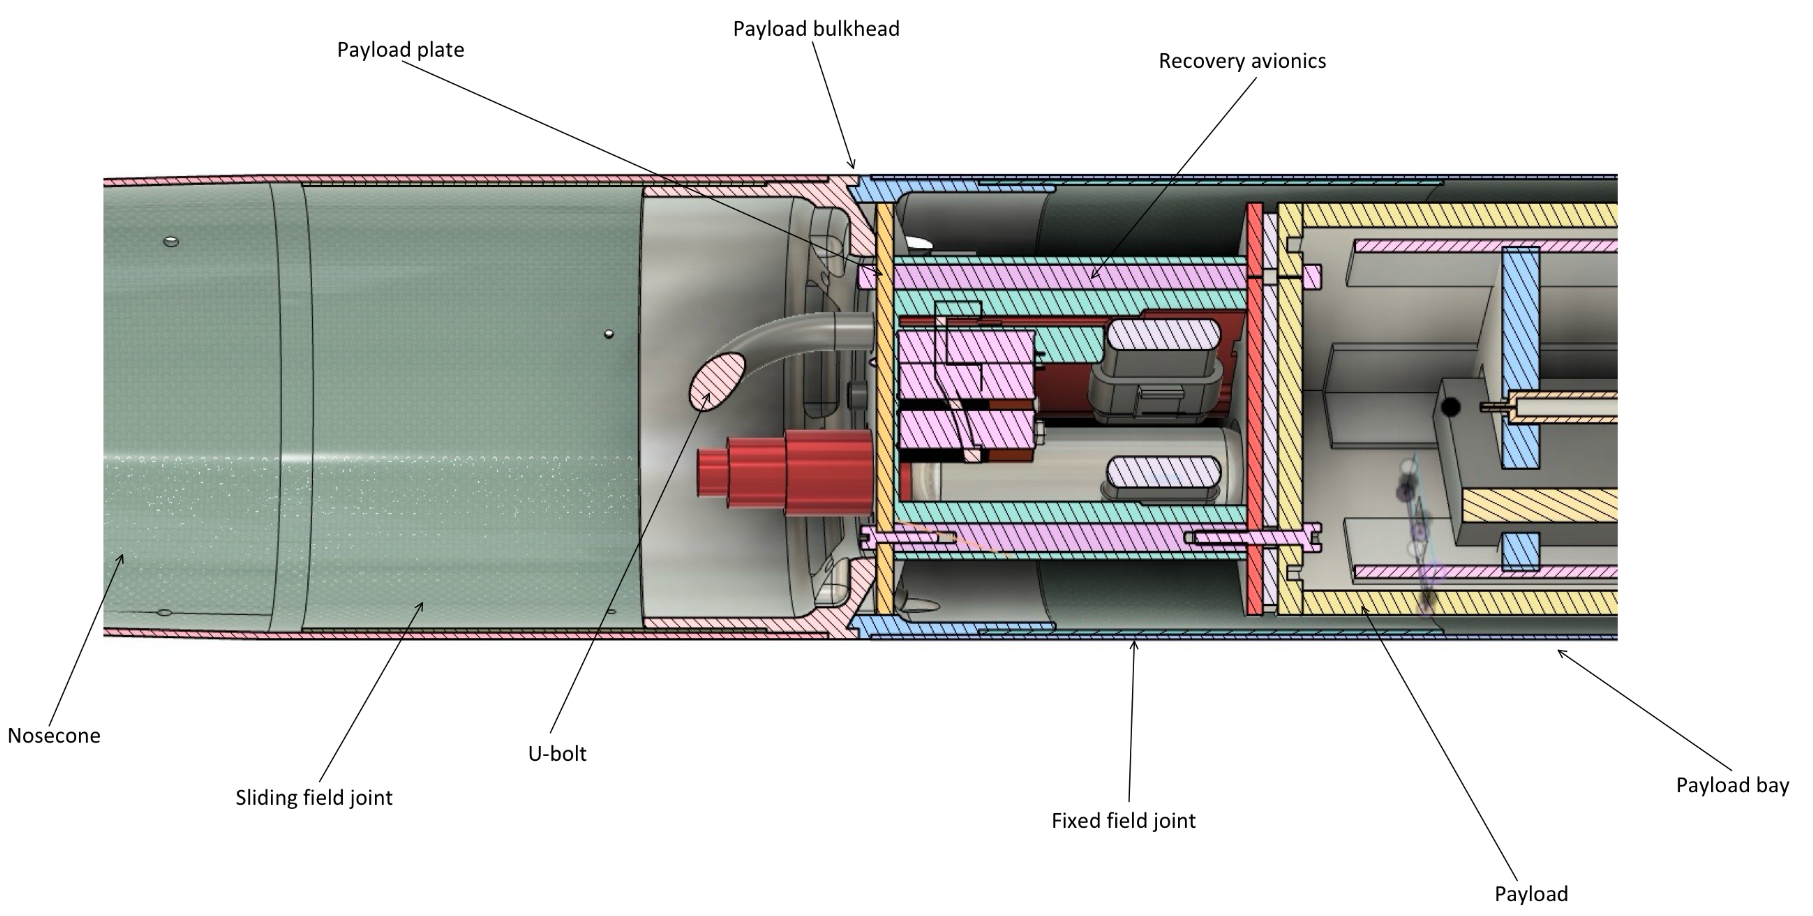 Payload bulkhead
Payload plate
Recovery avionics
Nosecone
U-bolt
Sliding field joint
Payload bay
Fixed field joint
Payload